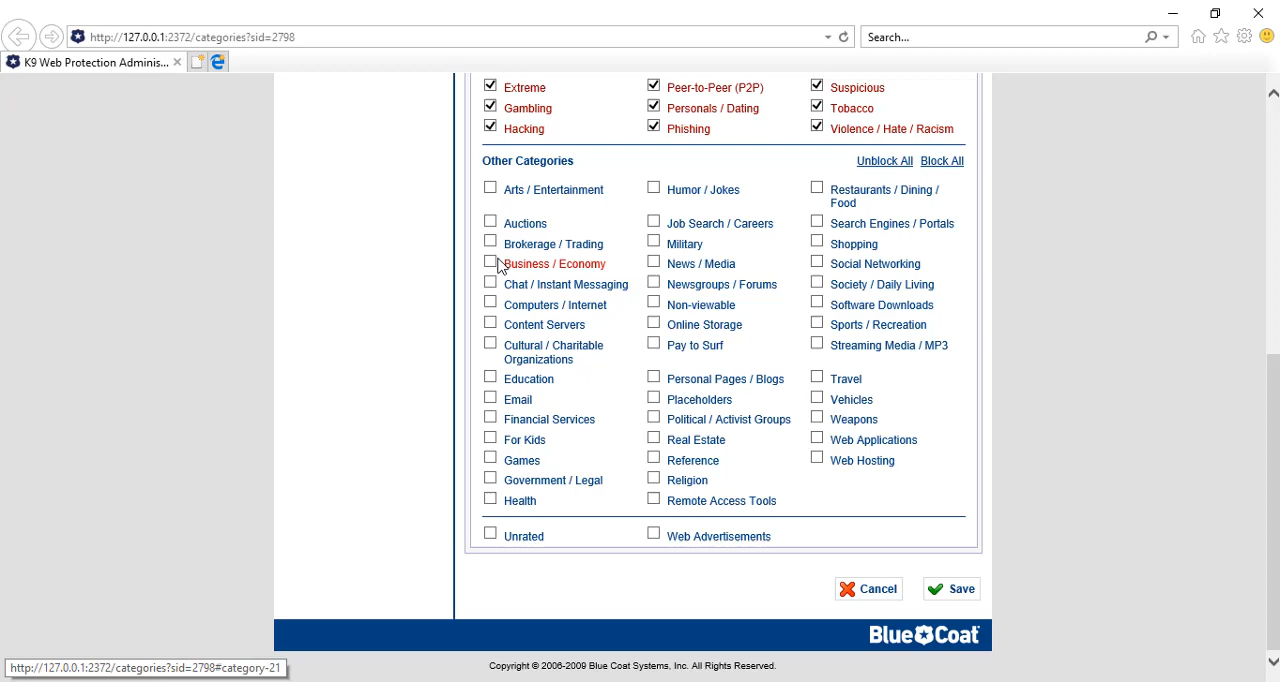 http://127.0.0.1:2372/categories?sid=2798
Search...
K9 Web Protection Adminis...
Extreme Peer-to-Peer (P2P) Suspicious
Gambling Personals / Dating Tobacco
Hacking Phishing Violence / Hate / Racism
Other Categories Unblock All Block All
Arts / Entertainment Humor / Jokes Restaurants / Dining /
Food
Auctions Job Search / Careers Search Engines / Portals
Brokerage / Trading Military Shopping
Business / Economy News / Media Social Networking
Chat / Instant Messaging Newsgroups / Forums Society / Daily Living
Computers / Internet Non-viewable Software Downloads
Content Servers Online Storage Sports / Recreation
Cultural / Charitable Pay to Surf Streaming Media / MP3
Organizations
Education Personal Pages / Blogs Travel
Email Placeholders Vehicles
Financial Services Political / Activist Groups Weapons
For Kids Real Estate Web Applications
Games Reference Web Hosting
Government / Legal Religion
Health Remote Access Tools
Unrated Web Advertisements
Cancel Save
Blue Coat
http://127.0.0.1:2372/categories?sid=2798#category-21
Copyright © 2006-2009 Blue Coat Systems, Inc. All Rights Reserved.